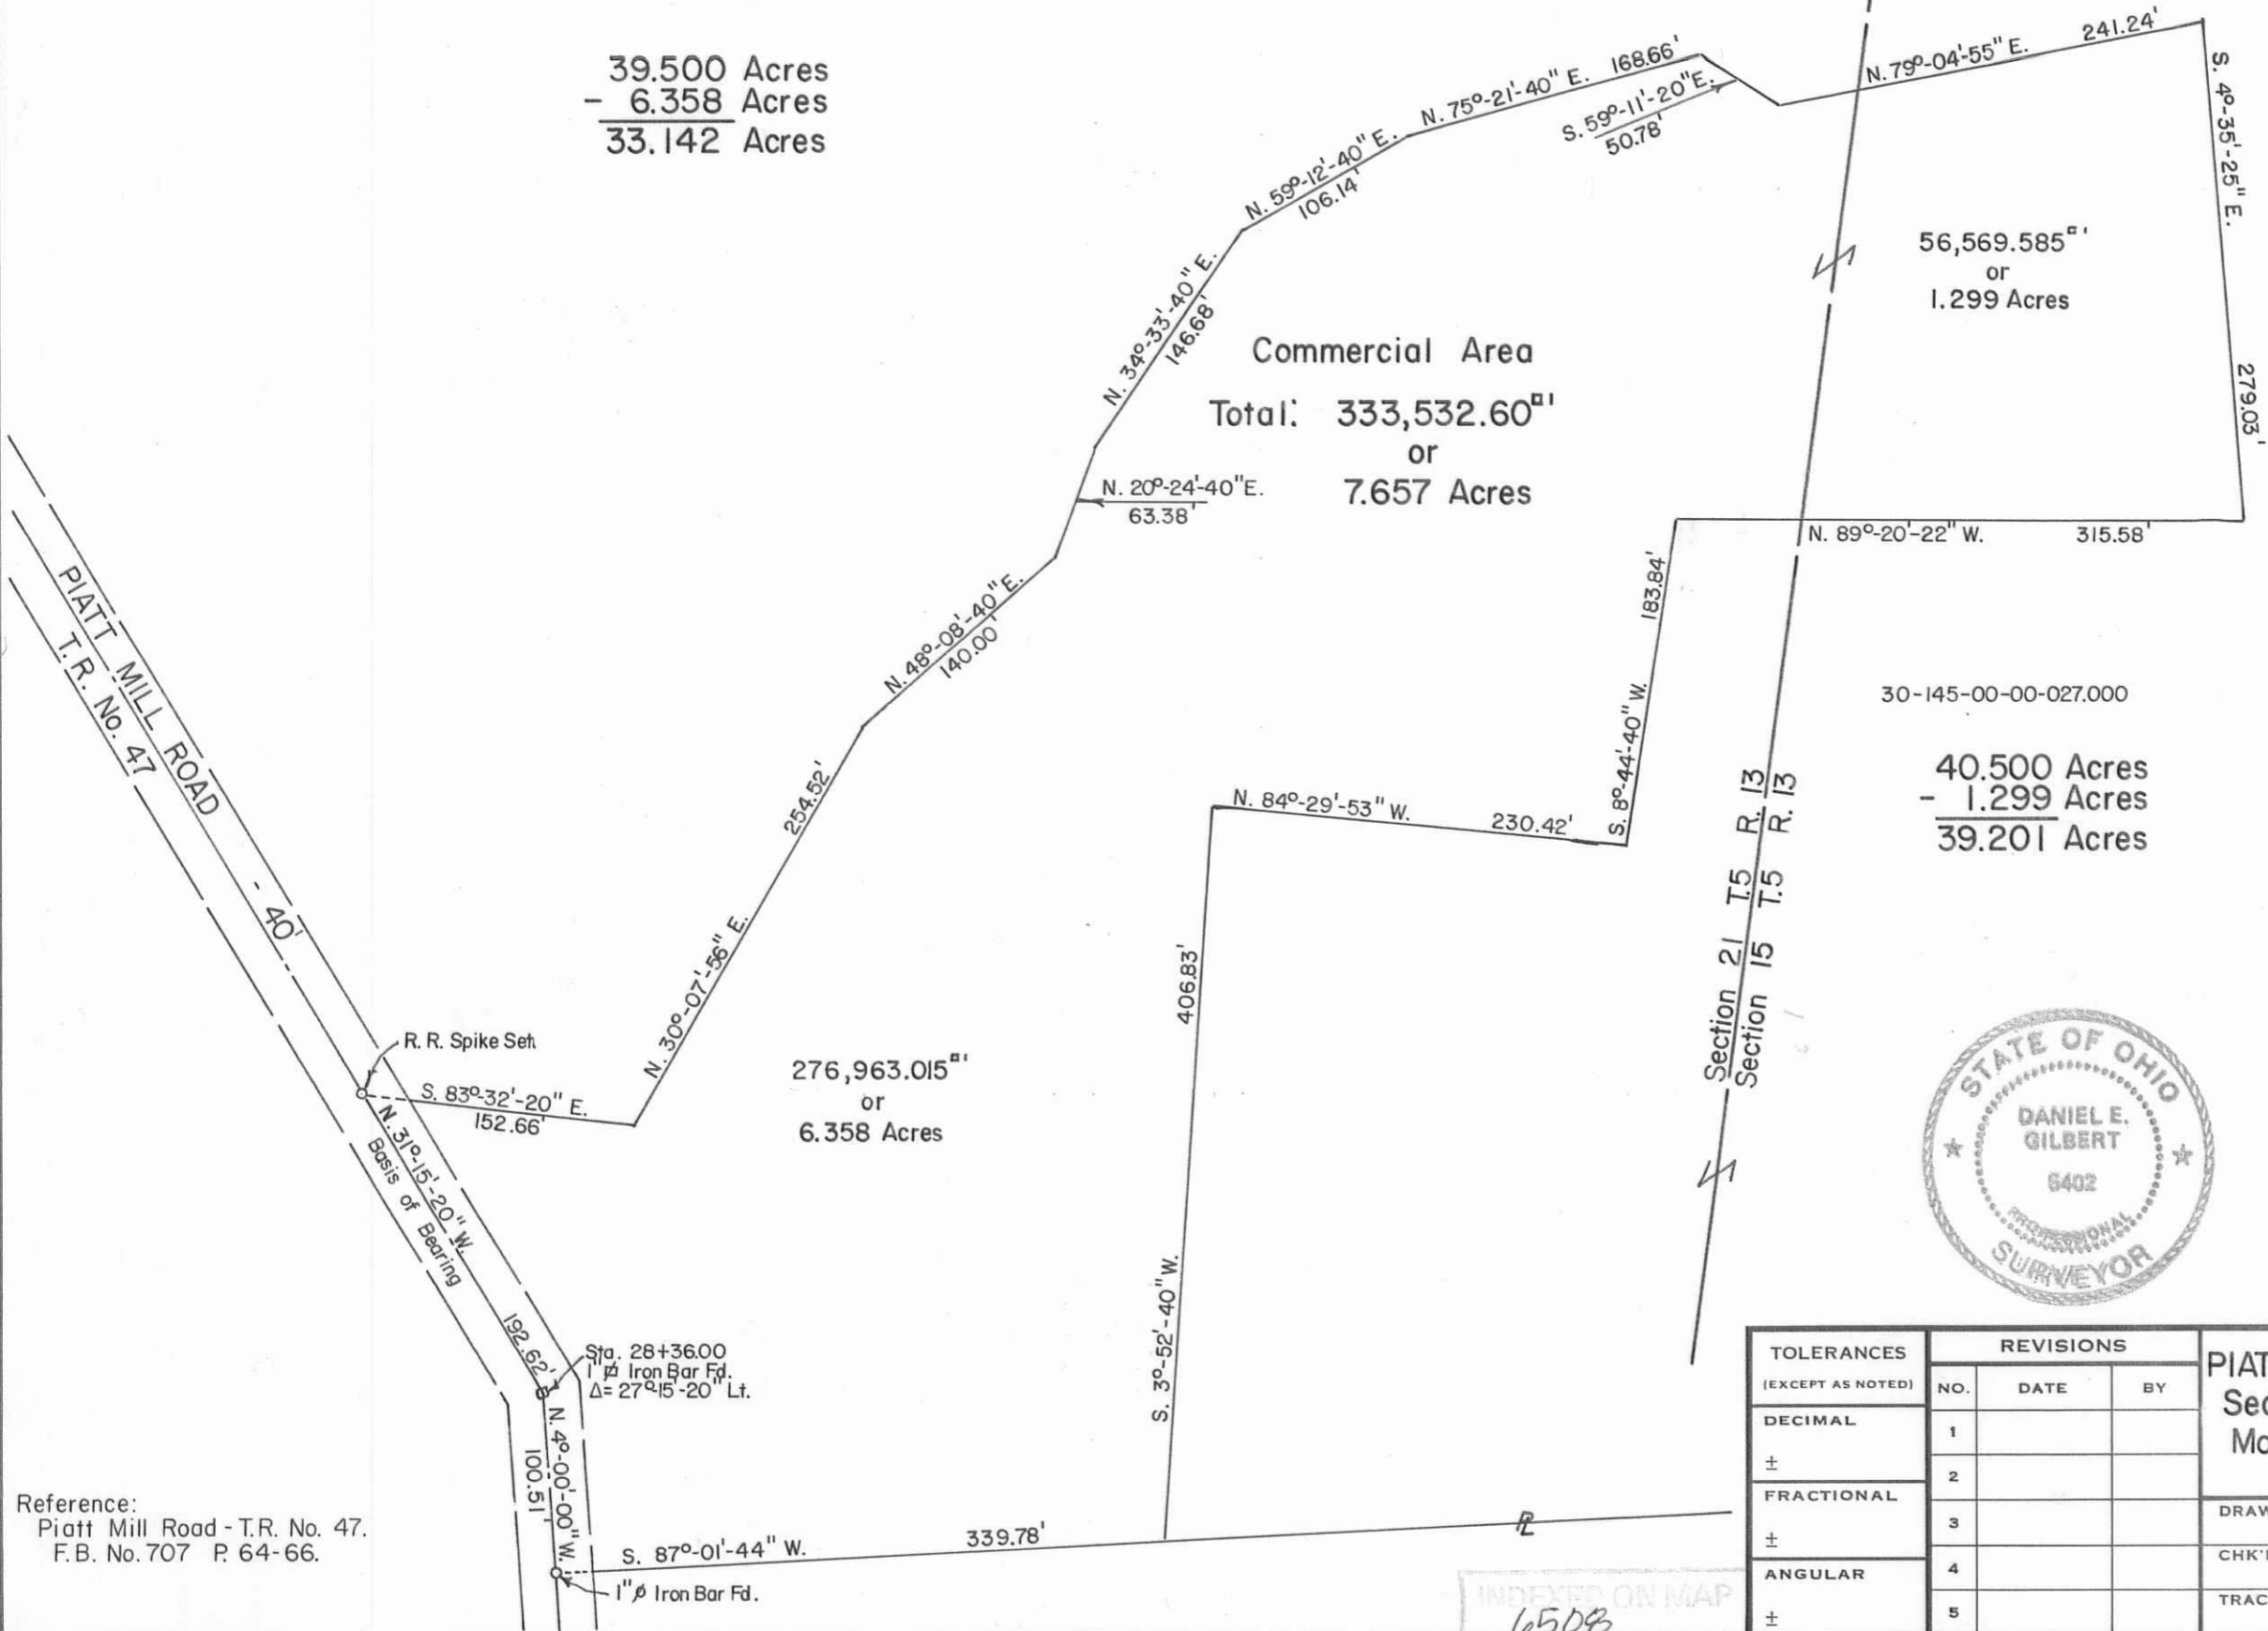 39.500 Acres
- 6.358 Acres
33.142 Acres
N. 79°-04'-55" E. 241.24'
S. 4°-35'-25" E.
279.03'
N. 75°-21'-40" E. 168.66'
S. 59°-11'-20" E.
50.78'
N. 59°-12'-40" E.
106.14'
56,569.585□'
or
1.299 Acres
N. 34°-33'-40" E.
146.68'
Commercial Area
Total: 333,532.60□'
or
7.657 Acres
N. 20°-24'-40" E.
63.38'
N. 89°-20'-22" W. 315.58'
N. 48°-08'-40" E.
140.00'
S. 8°-44'-40" W. 183.84'
PIATT MILL ROAD - 40'
T.R. No. 47
30-145-00-00-027.000
40.500 Acres
- 1.299 Acres
39.201 Acres
N. 84°-29'-53" W. 230.42'
N. 30°-07'-56" E. 254.52'
Section 21 T.5 R. 13
Section 15 T.5 R. 13
S. 3°-52'-40" W. 406.83'
R. R. Spike Set
S. 83°-32'-20" E.
152.66'
276,963.015□'
or
6.358 Acres
N. 31°-15'-20" W. 192.62'
Basis of Bearing
STATE OF OHIO
DANIEL E.
GILBERT
6402
PROFESSIONAL
SURVEYOR
Sta. 28+36.00
1" ⌀ Iron Bar Fd.
Δ= 27°-15'-20" Lt.
N. 4°-00'-00" W.
100.51'
S. 87°-01'-44" W. 339.78'
PL
1" ⌀ Iron Bar Fd.
Reference:
Piatt Mill Road - T.R. No. 47.
F.B. No. 707 P. 64-66.
INDEXED ON MAP
6508
TOLERANCES
(EXCEPT AS NOTED)
DECIMAL
±
FRACTIONAL
±
ANGULAR
±
REVISIONS
NO. DATE BY
1
2
3
4
5
PIAT
Sec
Mo
DRAW
CHK'
TRAC